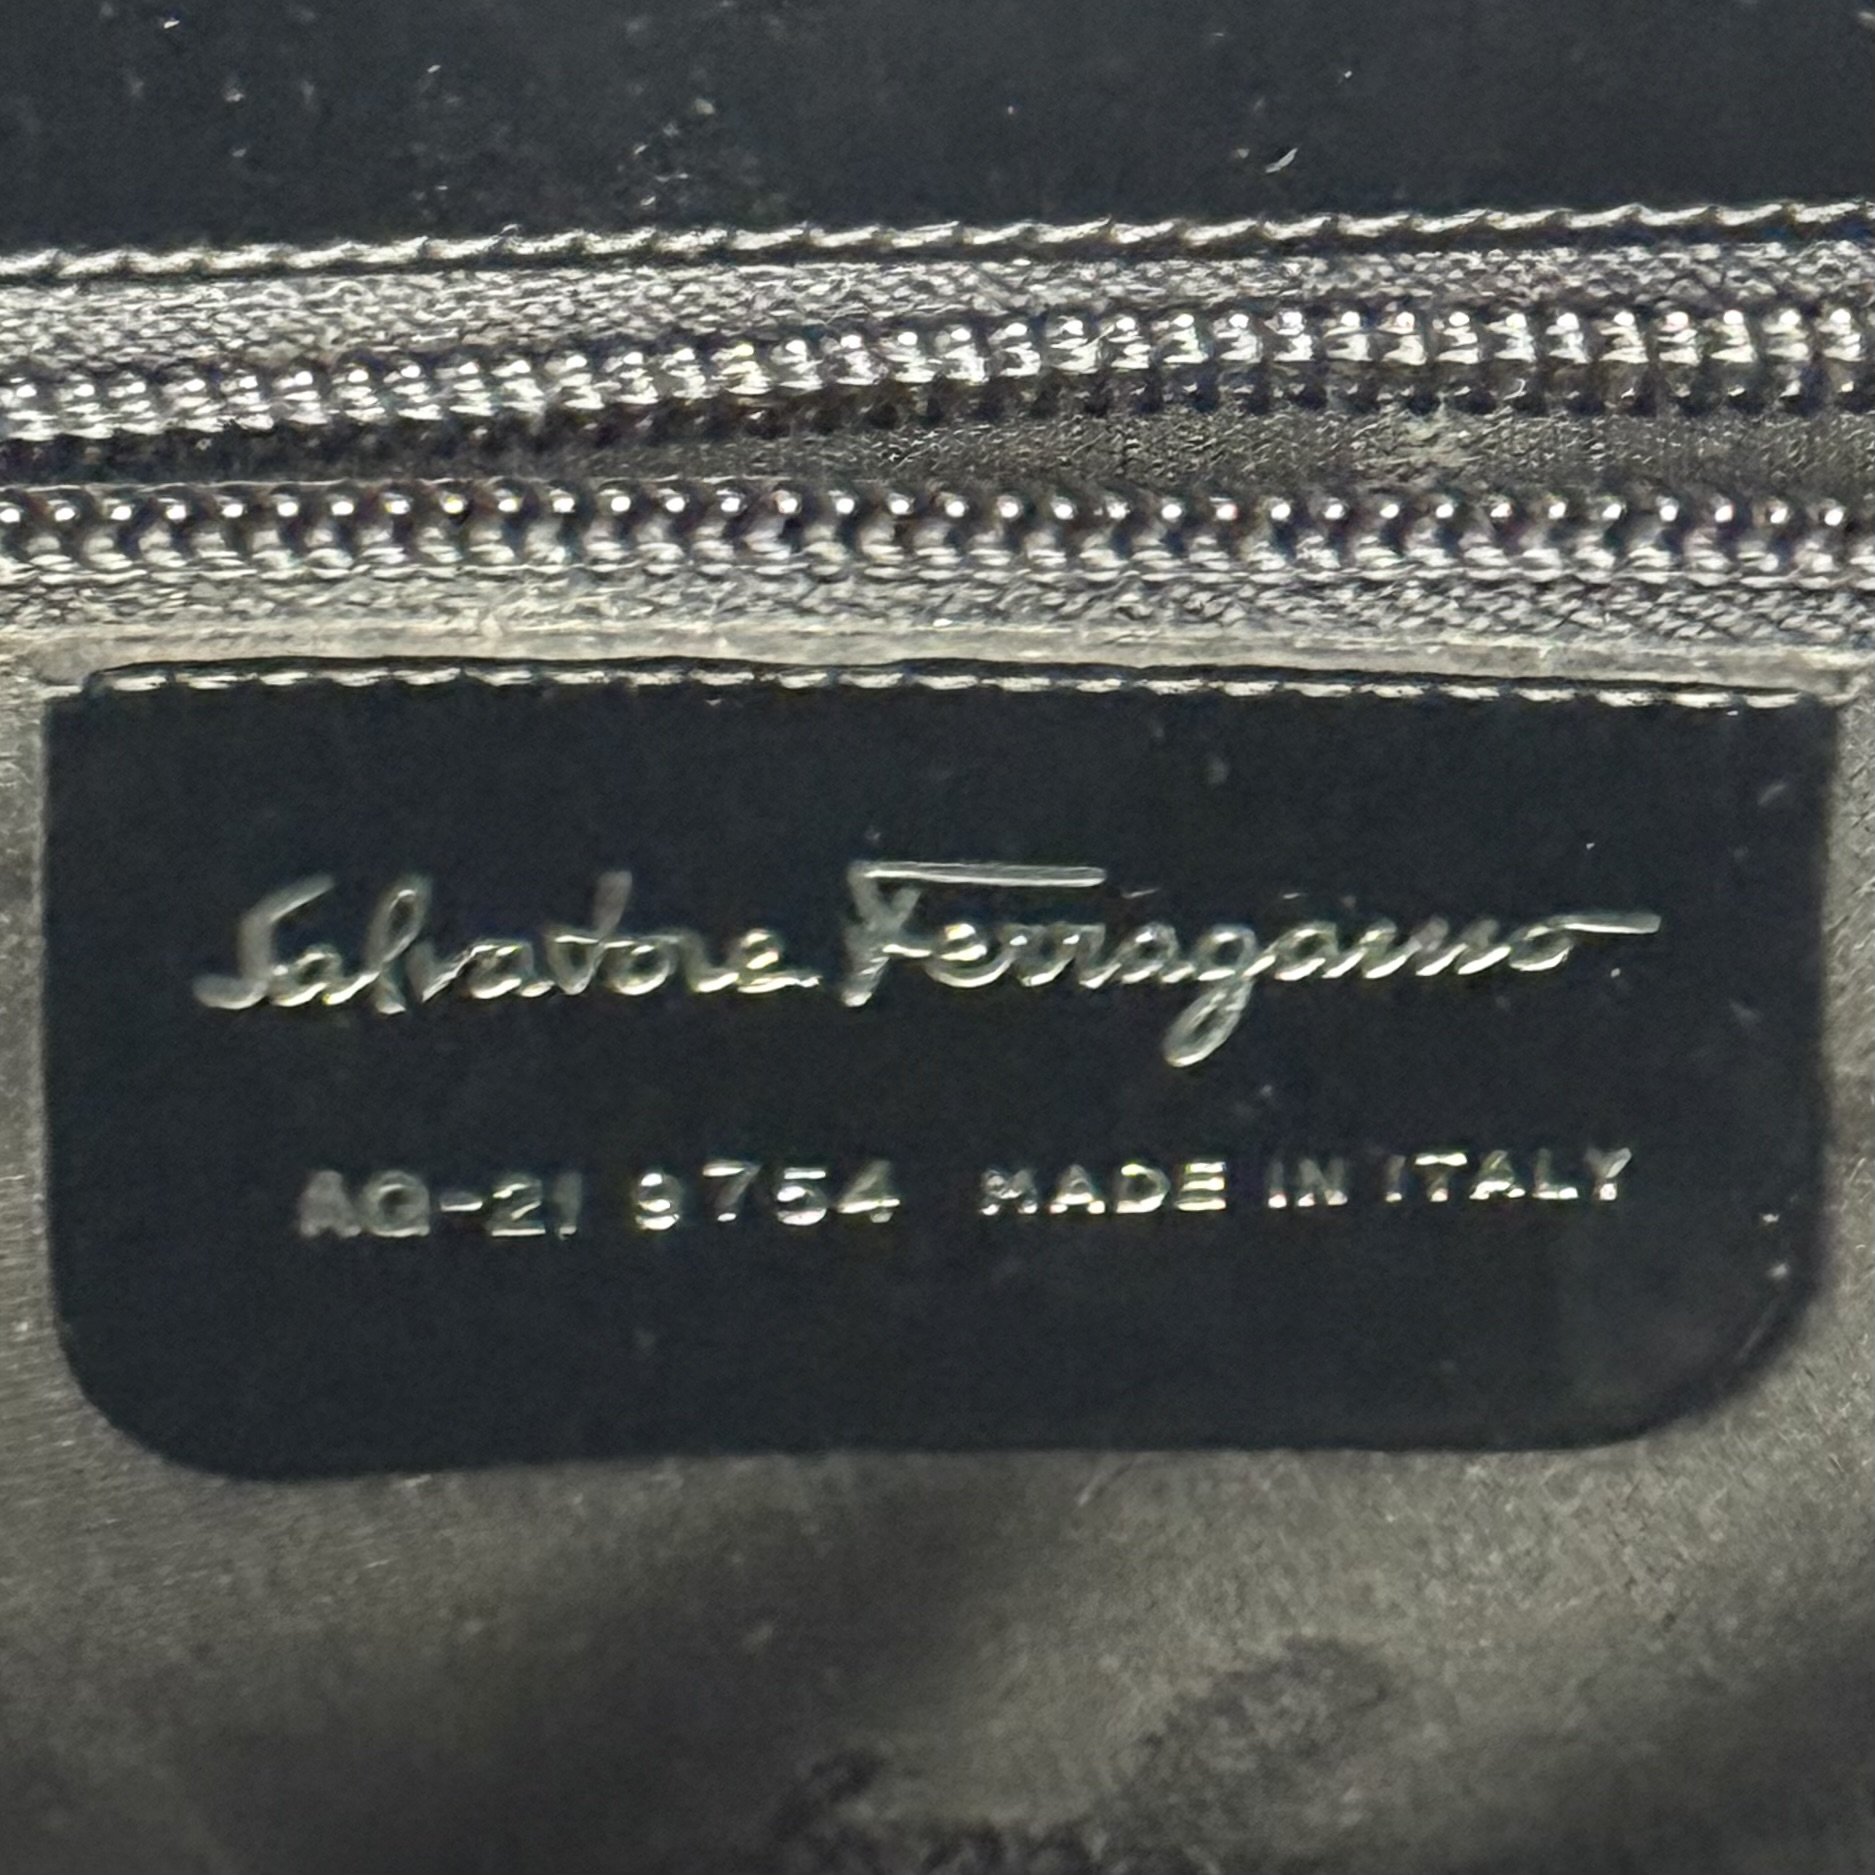 Salvatore Ferragamo
AQ-21 9754 MADE IN ITALY